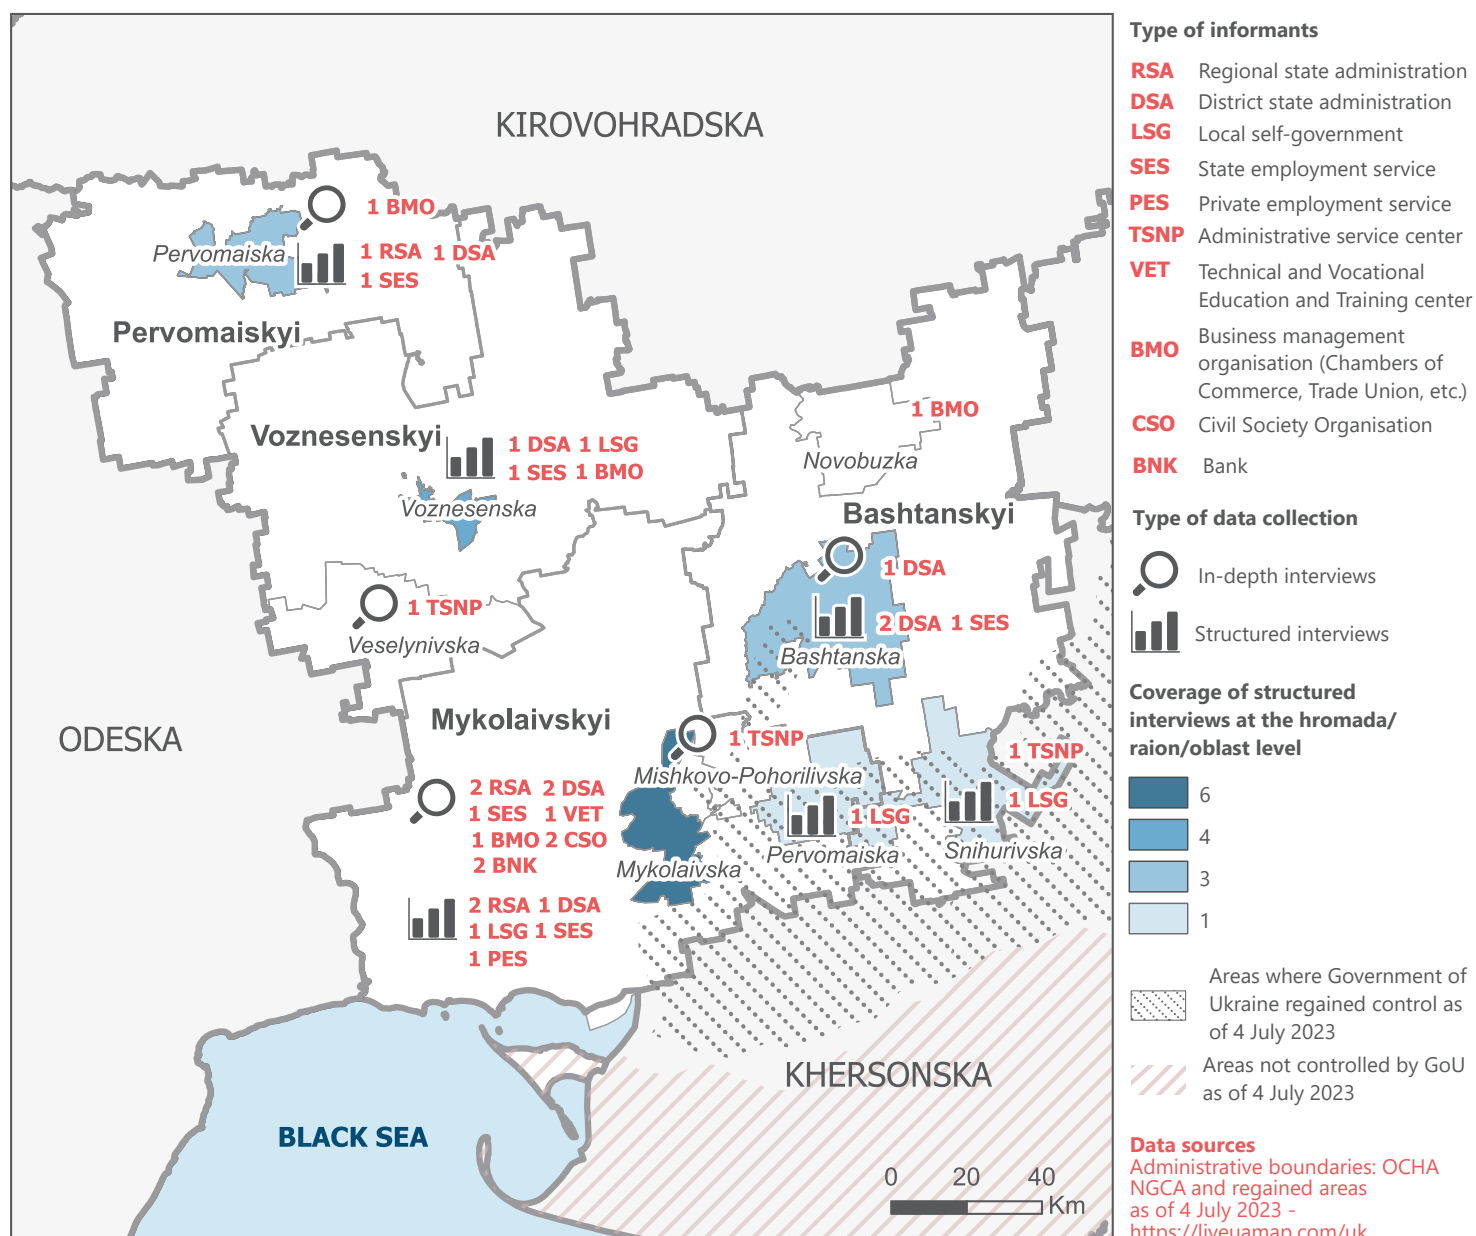 KIROVOHRADSKA
1 BMO
Pervomaiska
1 RSA 1 DSA
1 SES
Pervomaiskyi
Voznesenskyi
1 DSA 1 LSG
1 SES 1 BMO
Voznesenska
1 BMO
Novobuzka
Bashtanskyi
1 DSA
2 DSA 1 SES
Bashtanska
1 TSNP
Veselynivska
ODESKA
Mykolaivskyi
1 TSNP
Mishkovo-Pohorilivska
1 TSNP
1 LSG
Snihurivska
1 LSG
Pervomaiska
2 RSA 2 DSA
1 SES 1 VET
1 BMO 2 CSO
2 BNK
Mykolaivska
2 RSA 1 DSA
1 LSG 1 SES
1 PES
KHERSONSKA
BLACK SEA
0 20 40
Km
Type of informants
RSA Regional state administration
DSA District state administration
LSG Local self-government
SES State employment service
PES Private employment service
TSNP Administrative service center
VET Technical and Vocational
Education and Training center
BMO Business management
organisation (Chambers of
Commerce, Trade Union, etc.)
CSO Civil Society Organisation
BNK Bank
Type of data collection
In-depth interviews
Structured interviews
Coverage of structured
interviews at the hromada/
raion/oblast level
6
4
3
1
Areas where Government of
Ukraine regained control as
of 4 July 2023
Areas not controlled by GoU
as of 4 July 2023
Data sources
Administrative boundaries: OCHA
NGCA and regained areas
as of 4 July 2023 -
https://liveuamap.com/uk